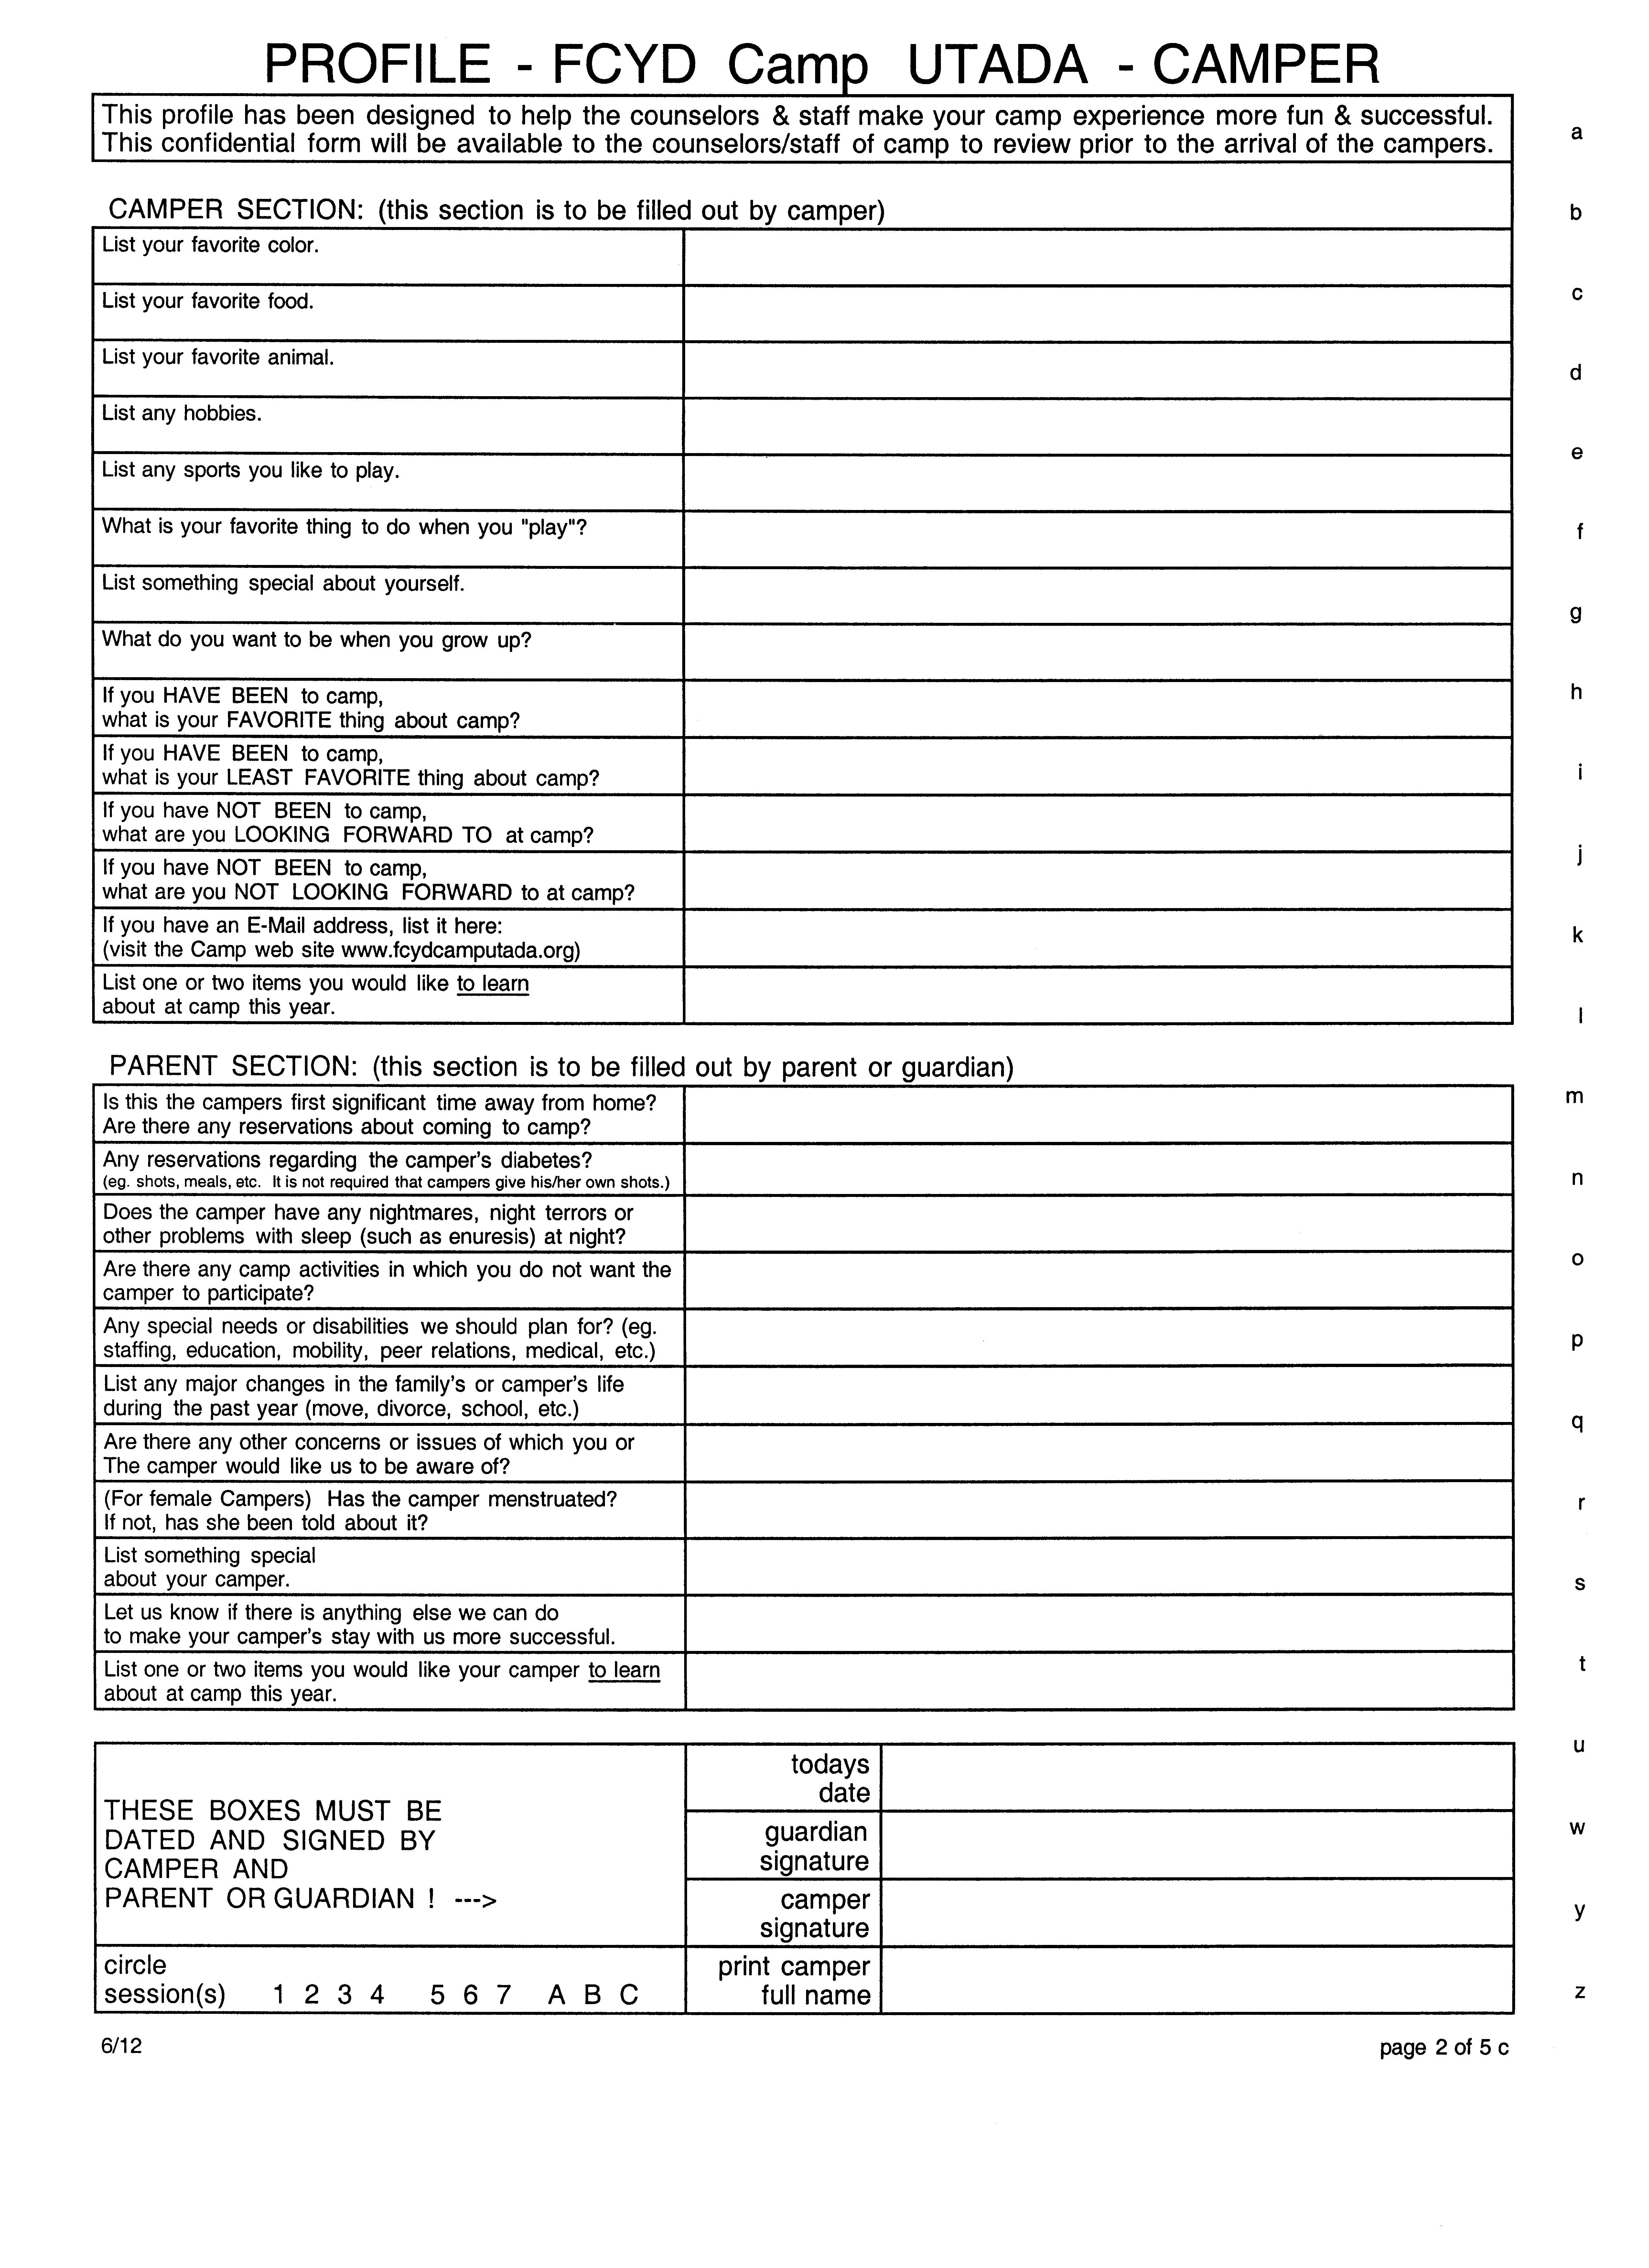 PROFILE - FCYD Camp UTADA - CAMPER
This profile has been designed to help the counselors & staff make your camp experience more fun & successful.
This confidential form will be available to the counselors/staff of camp to review prior to the arrival of the campers.
a
CAMPER SECTION: (this section is to be filled out by camper)
b
List your favorite color.
List your favorite food.
c
List your favorite animal.
d
List any hobbies.
e
List any sports you like to play.
What is your favorite thing to do when you "play"?
f
List something special about yourself.
g
What do you want to be when you grow up?
If you HAVE BEEN to camp,
what is your FAVORITE thing about camp?
h
If you HAVE BEEN to camp,
what is your LEAST FAVORITE thing about camp?
i
If you have NOT BEEN to camp,
what are you LOOKING FORWARD TO at camp?
j
If you have NOT BEEN to camp,
what are you NOT LOOKING FORWARD to at camp?
If you have an E-Mail address, list it here:
(visit the Camp web site www.fcydcamputada.org)
k
List one or two items you would like to learn
about at camp this year.
l
PARENT SECTION: (this section is to be filled out by parent or guardian)
Is this the campers first significant time away from home?
Are there any reservations about coming to camp?
m
Any reservations regarding the camper's diabetes?
(eg. shots, meals, etc. It is not required that campers give his/her own shots.)
n
Does the camper have any nightmares, night terrors or
other problems with sleep (such as enuresis) at night?
Are there any camp activities in which you do not want the
camper to participate?
o
Any special needs or disabilities we should plan for? (eg.
staffing, education, mobility, peer relations, medical, etc.)
p
List any major changes in the family's or camper's life
during the past year (move, divorce, school, etc.)
q
Are there any other concerns or issues of which you or
The camper would like us to be aware of?
(For female Campers) Has the camper menstruated?
If not, has she been told about it?
r
List something special
about your camper.
s
Let us know if there is anything else we can do
to make your camper's stay with us more successful.
List one or two items you would like your camper to learn
about at camp this year.
t
u
todays
date
THESE BOXES MUST BE
DATED AND SIGNED BY
CAMPER AND
PARENT OR GUARDIAN ! --->
guardian
signature
w
camper
signature
y
circle
session(s) 1 2 3 4 5 6 7 A B C
print camper
full name
z
6/12
page 2 of 5 c